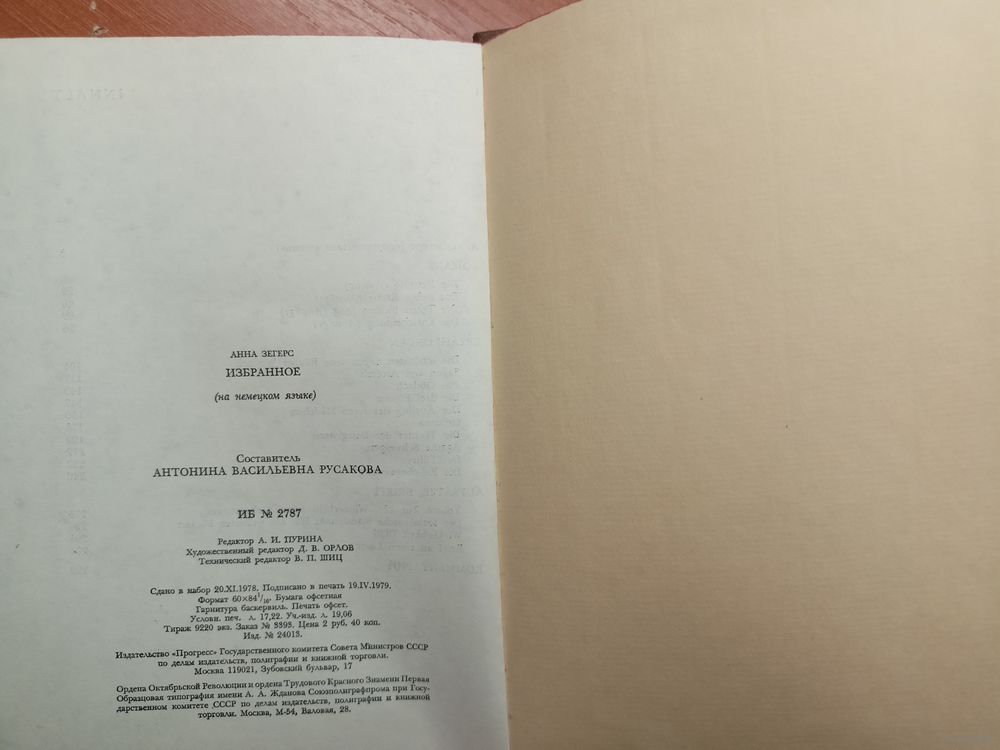 АННА ЗЕГЕРС
ИЗБРАННОЕ
(на немецком языке)
Составитель
АНТОНИНА ВАСИЛЬЕВНА РУСАКОВА
ИБ № 2787
Редактор А. И. ПУРИНА
Художественный редактор Д. В. ОРЛОВ
Технический редактор В. П. ШИЦ
Сдано в набор 20.XI.1978. Подписано в печать 19.IV.1979.
Формат 60×84¹/₁₆. Бумага офсетная
Гарнитура баскервиль. Печать офсет.
Условн. печ. л. 17,22. Уч.-изд. л. 19,06
Тираж 9220 экз. Заказ № 3393. Цена 2 руб. 40 коп.
Изд. № 24013.
Издательство «Прогресс» Государственного комитета Совета Министров СССР
по делам издательств, полиграфии и книжной торговли.
Москва 119021, Зубовский бульвар, 17
Ордена Октябрьской Революции и ордена Трудового Красного Знамени Первая
Образцовая типография имени А. А. Жданова Союзполиграфпрома при Госу-
дарственном комитете СССР по делам издательств, полиграфии и книжной
торговли. Москва, М-54, Валовая, 28.